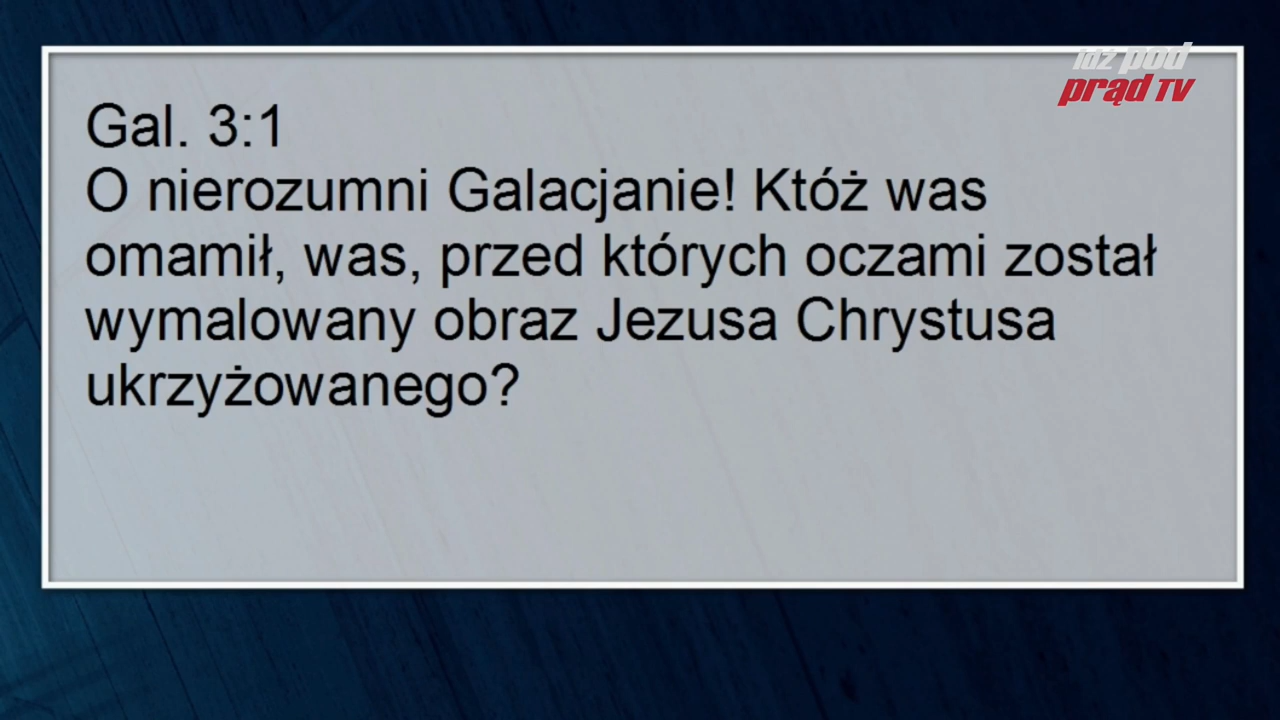 idź pod
prąd TV
Gal. 3:1
O nierozumni Galacjanie! Któż was
omamił, was, przed których oczami został
wymalowany obraz Jezusa Chrystusa
ukrzyżowanego?